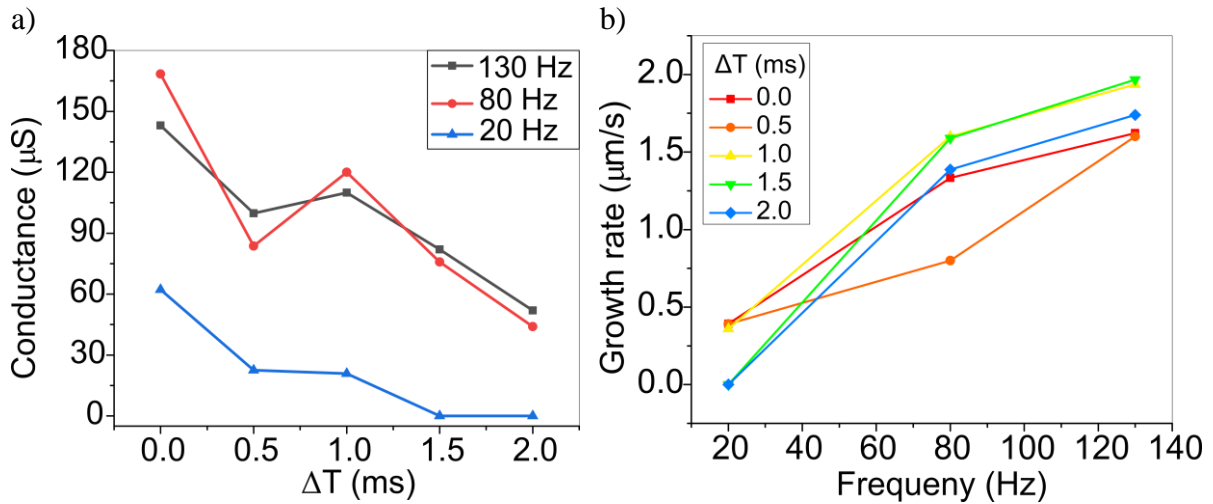 a)
180
150
120
90
60
30
0
Conductance (µS)
0.0 0.5 1.0 1.5 2.0
ΔT (ms)
130 Hz
80 Hz
20 Hz
b)
2.0
1.5
1.0
0.5
0.0
Growth rate (µm/s)
20 40 60 80 100 120 140
Frequeny (Hz)
ΔT (ms)
0.0
0.5
1.0
1.5
2.0